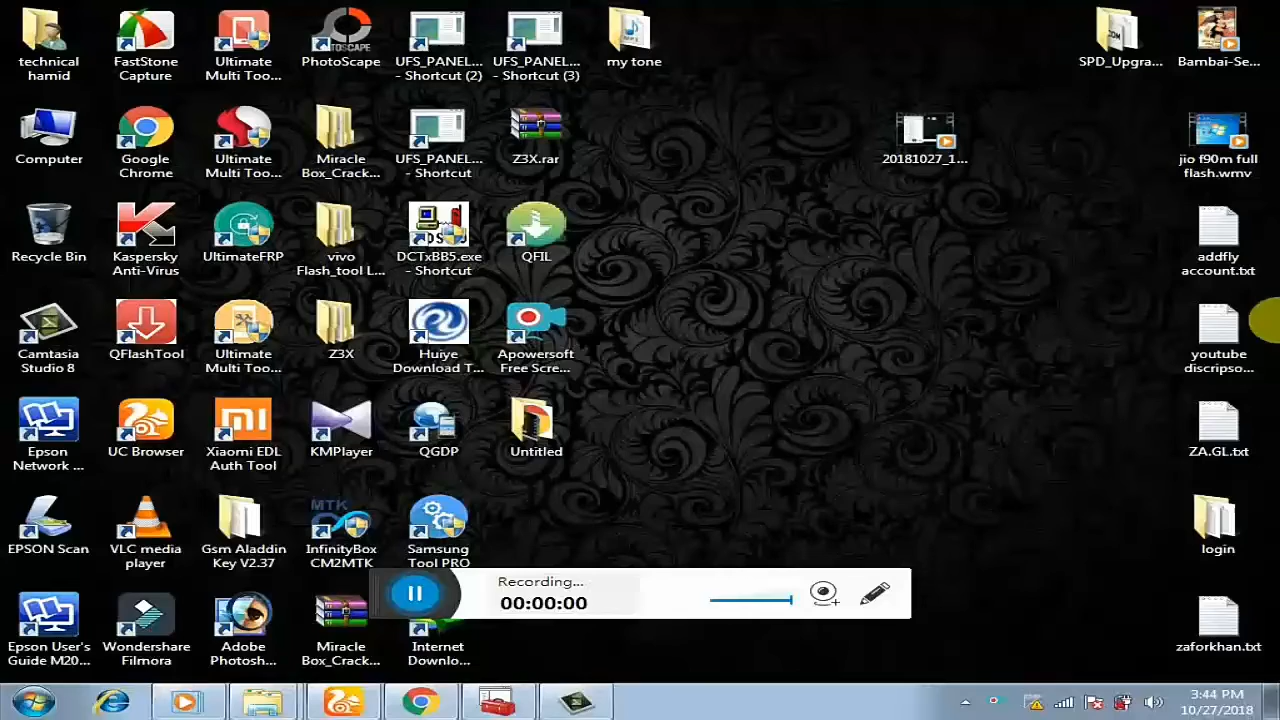 technical
hamid
FastStone
Capture
Ultimate
Multi Too...
PhotoScape
UFS_PANEL...
- Shortcut (2)
UFS_PANEL...
- Shortcut (3)
my tone
SPD_Upgra...
Bambai-Se...
Computer
Google
Chrome
Ultimate
Multi Too...
Miracle
Box_Crack...
UFS_PANEL...
- Shortcut
Z3X.rar
20181027_1...
jio f90m full
flash.wmv
Recycle Bin
Kaspersky
Anti-Virus
UltimateFRP
vivo
Flash_tool L...
DCTxBB5.exe
- Shortcut
QFIL
addfly
account.txt
Camtasia
Studio 8
QFlashTool
Ultimate
Multi Too...
Z3X
Huiye
Download T...
Apowersoft
Free Scre...
youtube
discripso...
Epson
Network ...
UC Browser
Xiaomi EDL
Auth Tool
KMPlayer
QGDP
Untitled
ZA.GL.txt
EPSON Scan
VLC media
player
Gsm Aladdin
Key V2.37
MTK
InfinityBox
CM2MTK
Samsung
Tool PRO
login
Recording...
00:00:00
Epson User's
Guide M20...
Wondershare
Filmora
Adobe
Photosh...
Miracle
Box_Crack...
Internet
Downlo...
zaforkhan.txt
3:44 PM
10/27/2018